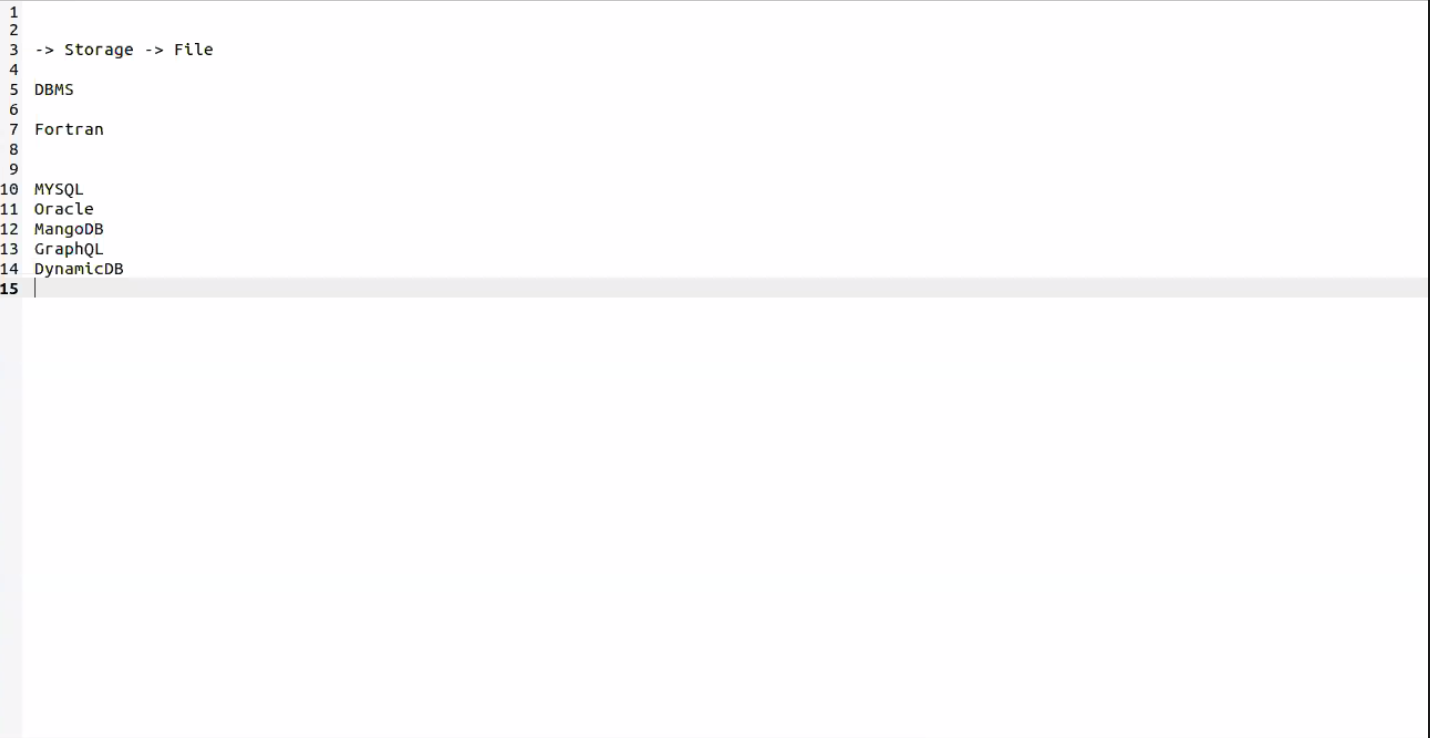 1
2
3 -> Storage -> File
4
5 DBMS
6
7 Fortran
8
9
10 MYSQL
11 Oracle
12 MangoDB
13 GraphQL
14 DynamicDB
15